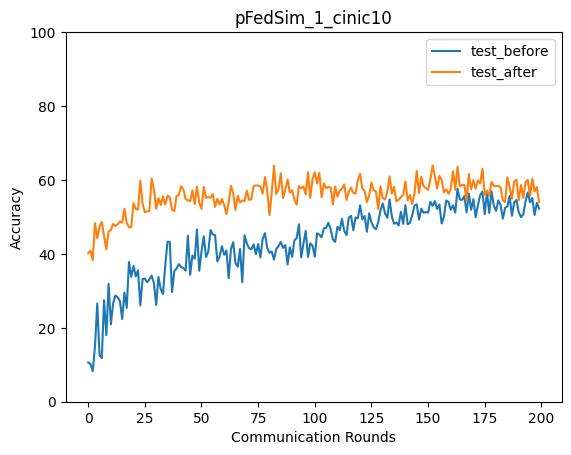 pFedSim_1_cinic10
test_before
test_after
Accuracy
100
80
60
40
20
0
0 25 50 75 100 125 150 175 200
Communication Rounds